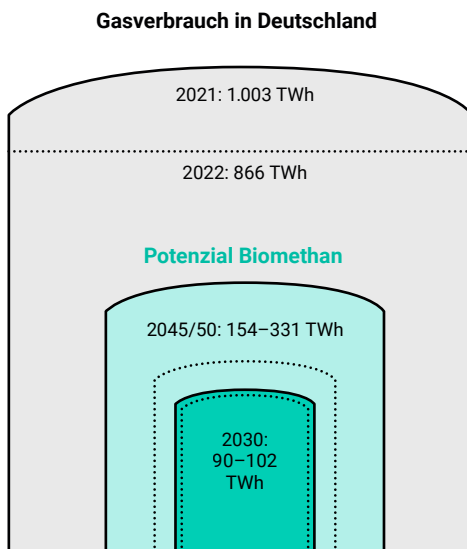 Gasverbrauch in Deutschland
2021: 1.003 TWh
2022: 866 TWh
Potenzial Biomethan
2045/50: 154–331 TWh
2030:
90–102
TWh